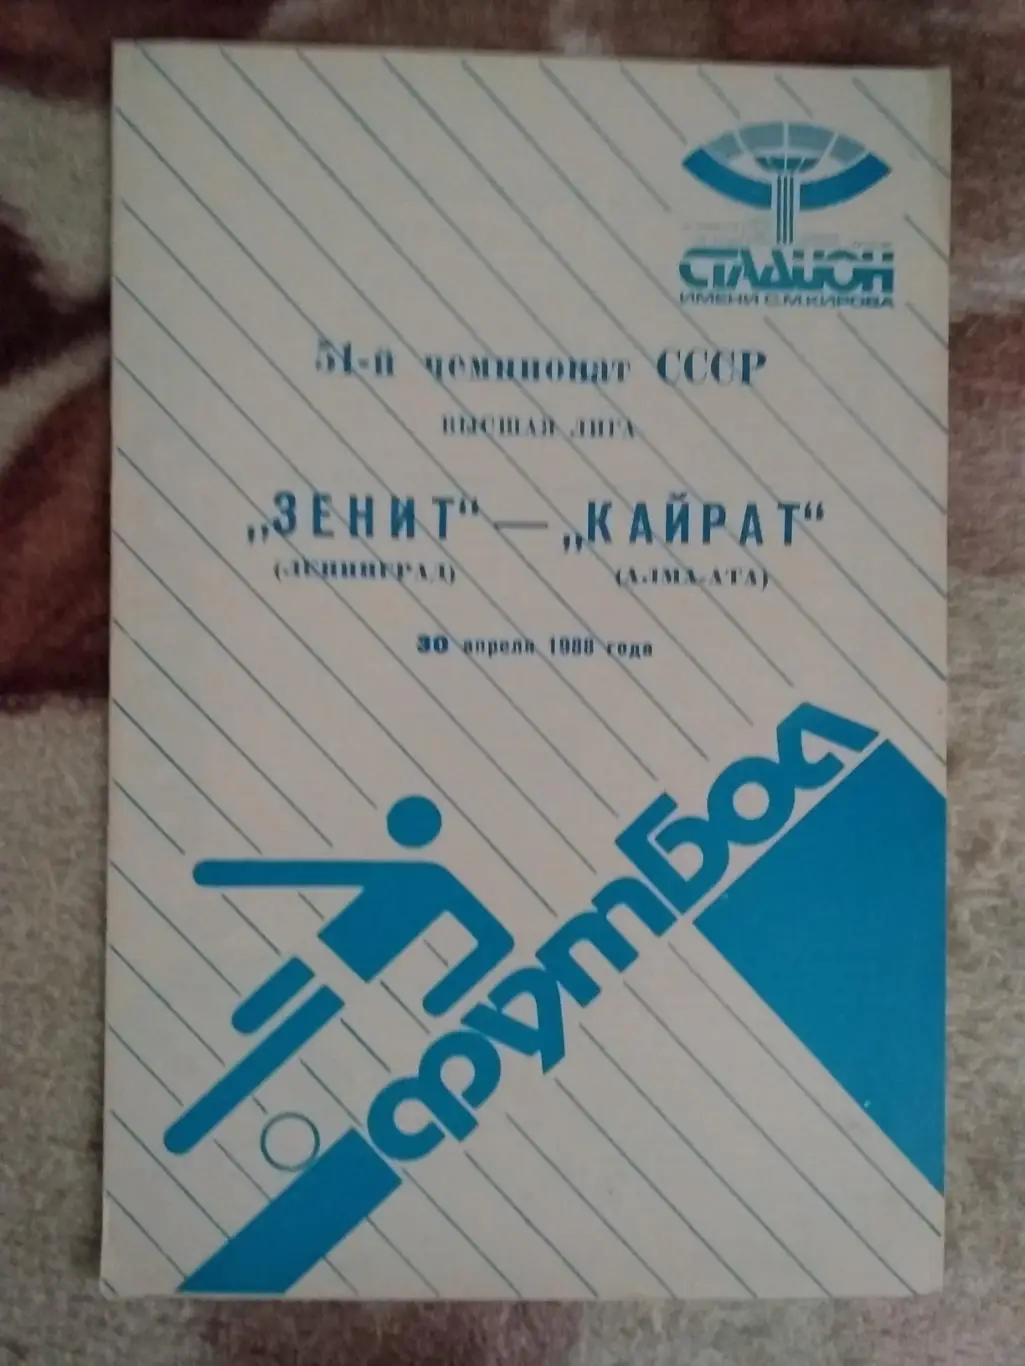 СТАДИОН
ИМЕНИ С.М.КИРОВА
51-й чемпионат СССР
ВЫСШАЯ ЛИГА
„ЗЕНИТ“ — „КАЙРАТ“
(ЛЕНИНГРАД) (АЛМА-АТА)
30 апреля 1988 года
футбол